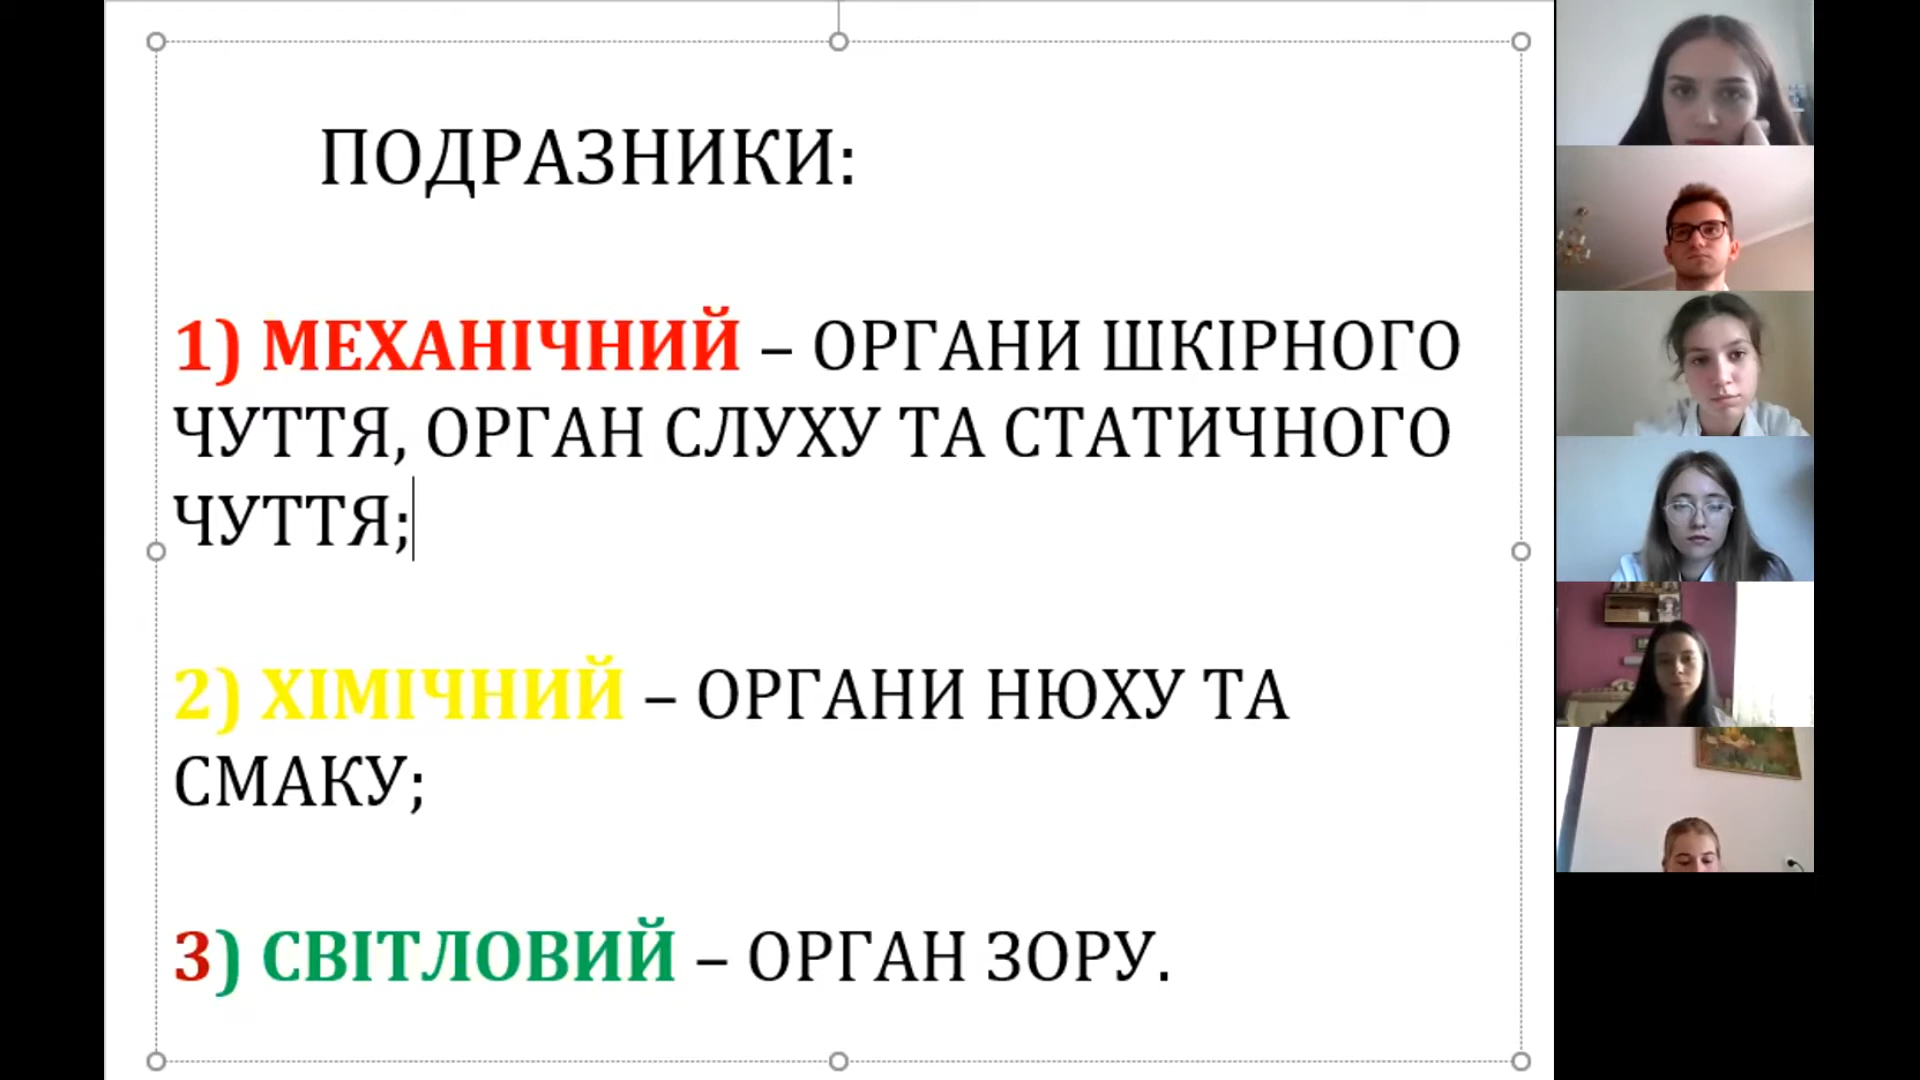 ПОДРАЗНИКИ:
1) МЕХАНІЧНИЙ – ОРГАНИ ШКІРНОГО
ЧУТТЯ, ОРГАН СЛУХУ ТА СТАТИЧНОГО
ЧУТТЯ;
2) ХІМІЧНИЙ – ОРГАНИ НЮХУ ТА
СМАКУ;
3) СВІТЛОВИЙ – ОРГАН ЗОРУ.